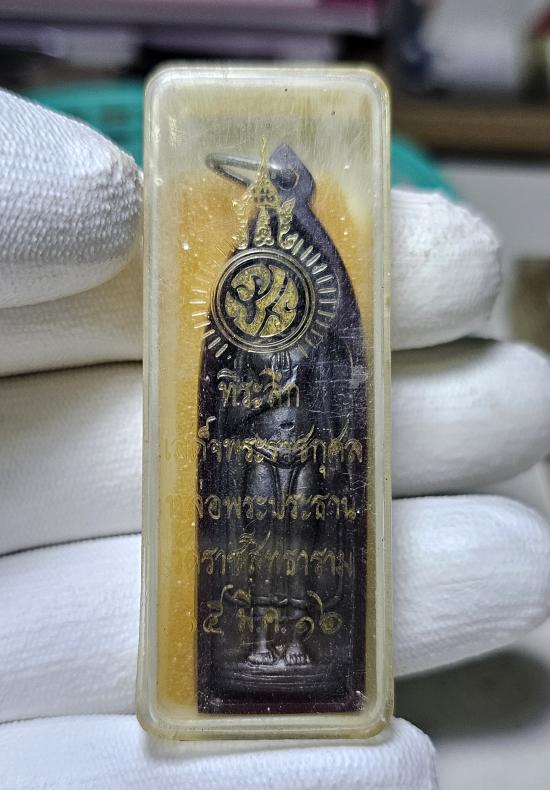 ที่ระลึก
เสด็จพระราชกุศล
หล่อพระประธาน
วัดราชสิทธาราม
๕ มี.ค. ๑๖